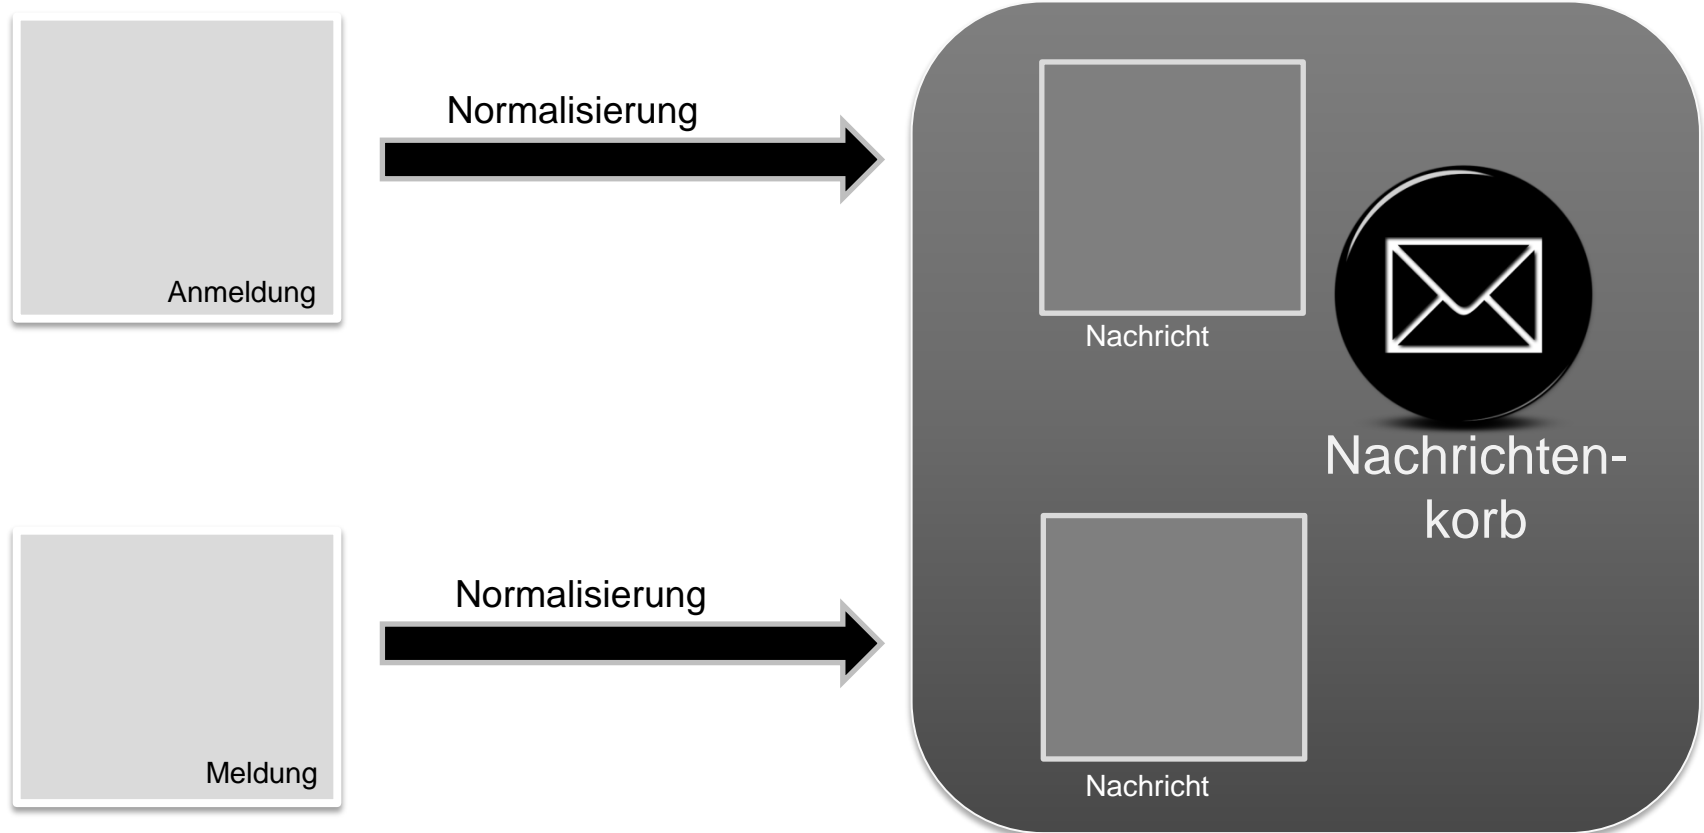 Normalisierung
Anmeldung
Nachricht
Nachrichten-
korb
Normalisierung
Meldung
Nachricht